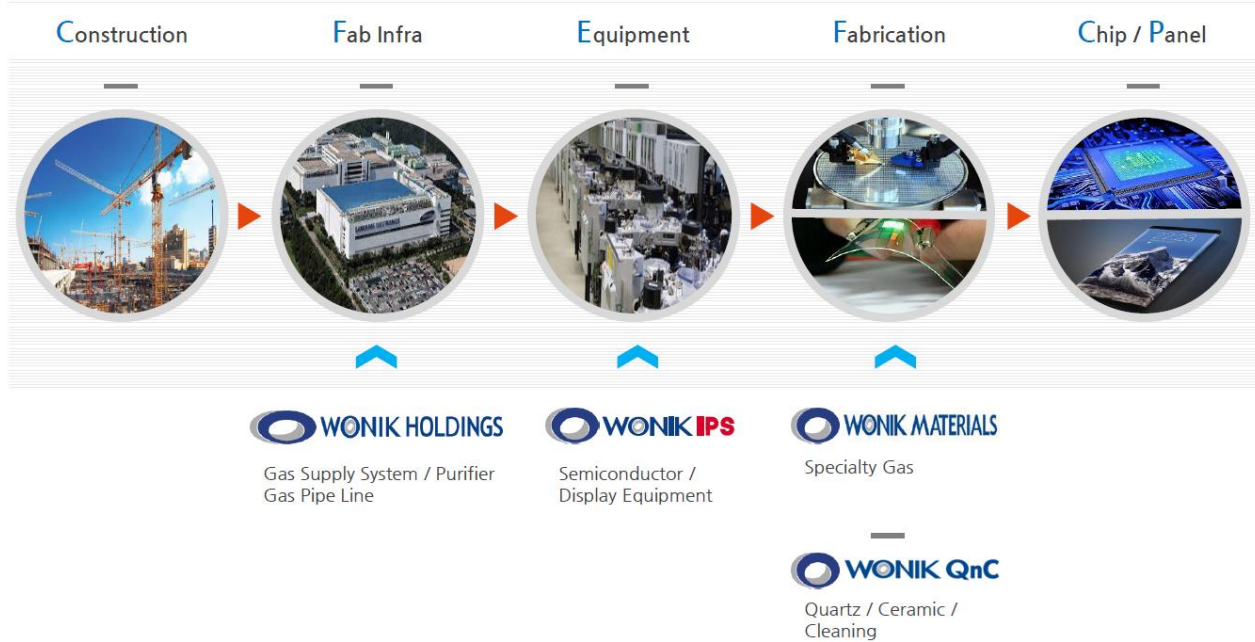 Construction
Fab Infra
Equipment
Fabrication
Chip / Panel
WONIK HOLDINGS
Gas Supply System / Purifier
Gas Pipe Line
WONIK IPS
Semiconductor /
Display Equipment
WONIK MATERIALS
Specialty Gas
WONIK QnC
Quartz / Ceramic /
Cleaning